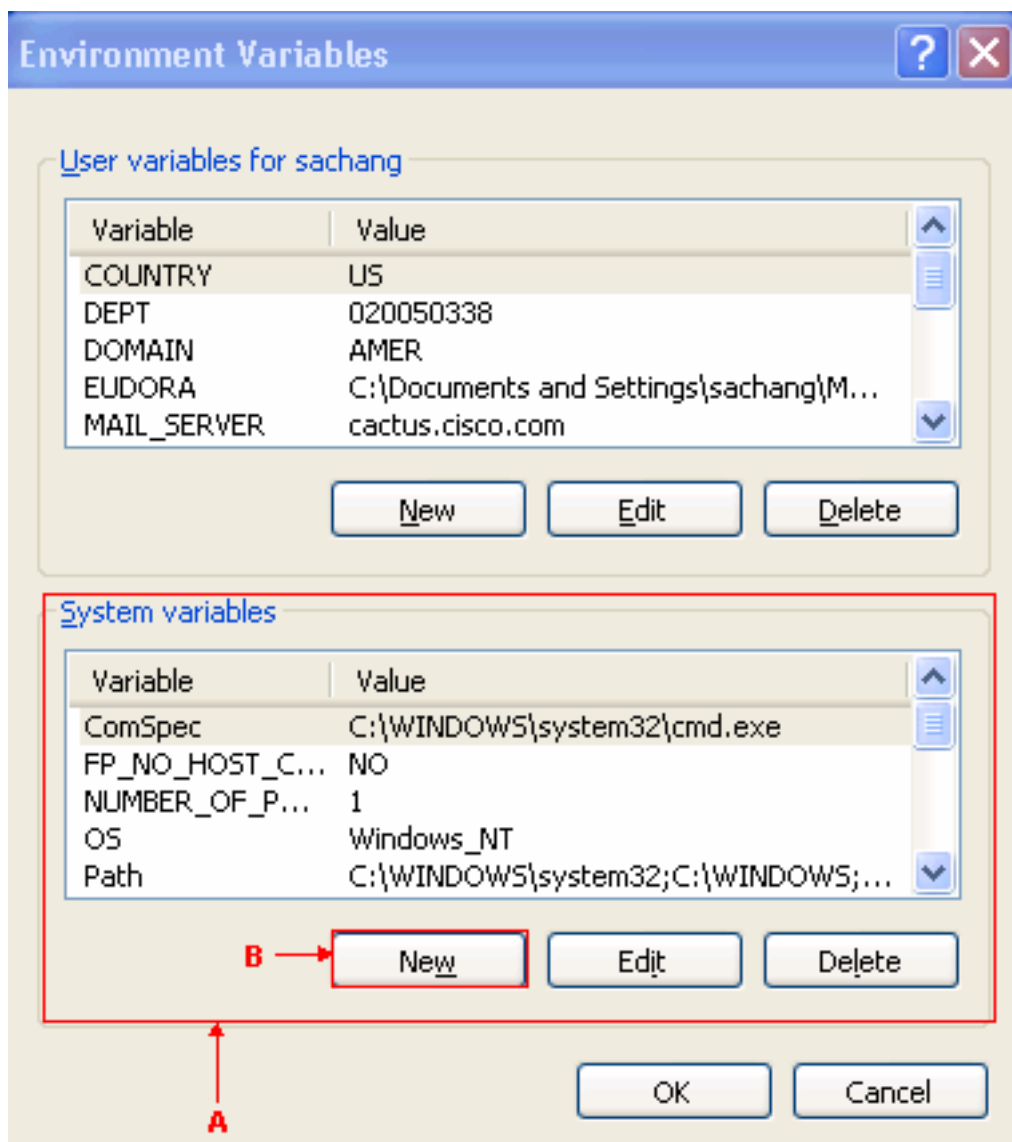 Environment Variables
User variables for sachang
Variable Value
COUNTRY US
DEPT 020050338
DOMAIN AMER
EUDORA C:\Documents and Settings\sachang\M...
MAIL_SERVER cactus.cisco.com
New Edit Delete
System variables
Variable Value
ComSpec C:\WINDOWS\system32\cmd.exe
FP_NO_HOST_C... NO
NUMBER_OF_P... 1
OS Windows_NT
Path C:\WINDOWS\system32;C:\WINDOWS;...
B New Edit Delete
OK Cancel
A